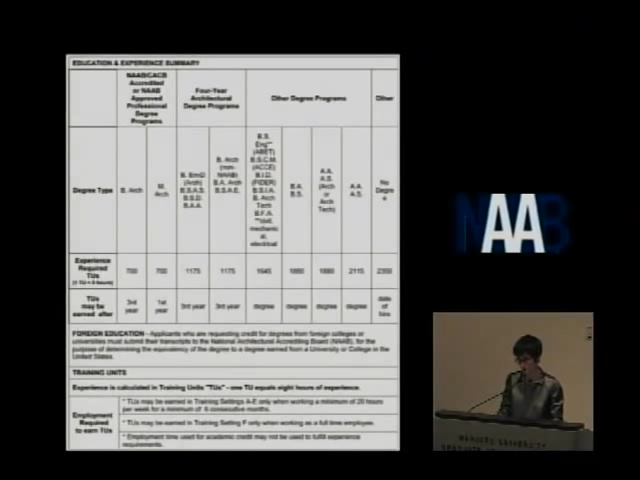 EDUCATION & EXPERIENCE SUMMARY
NAAB/CACB
Accredited
or NAAB
Approved
Professional
Degree
Programs
Four-Year
Architectural
Degree Programs
Other Degree Programs
Other
Degree Type
B. Arch
M.
Arch
B. EnvD
(Arch)
B.S.A.S.
B.S.D.
B.A.A.
B. Arch
(non-
NAAB)
B.A. Arch
B.S.A.E.
B.S.
Eng**
(ABET)
B.S.C.M.
(ACCE)
B.I.D.
(FIDER)
B.S.I.A.
B. Arch
Tech
B.F.A.
**civil,
mechanic
al,
electrical
B.A.
B.S.
A.A.
A.S.
(Arch
or
Arch
Tech)
A.A.
A.S.
No
Degre
e
Experience
Required
TUs
(1 TU = 8 hours)
700
700
1175
1175
1645
1880
1880
2115
2350
TUs
may be
earned after
3rd
year
1st
year
3rd year
3rd year
degree
degree
degree
degree
date
of
hire
FOREIGN EDUCATION - Applicants who are requesting credit for degrees from foreign colleges or
universities must submit their transcripts to the National Architectural Accrediting Board (NAAB), for the
purpose of determining the equivalency of the degree to a degree earned from a University or College in the
United States.
TRAINING UNITS
Experience is calculated in Training Units "TUs" - one TU equals eight hours of experience.
Employment
Required
to earn TUs
* TUs may be earned in Training Settings A-E only when working a minimum of 20 hours
per week for a minimum of 6 consecutive months.
* TUs may be earned in Training Setting F only when working as a full time employee.
* Employment time used for academic credit may not be used to fulfill experience
requirements.
NAAB
UNIVERSITY